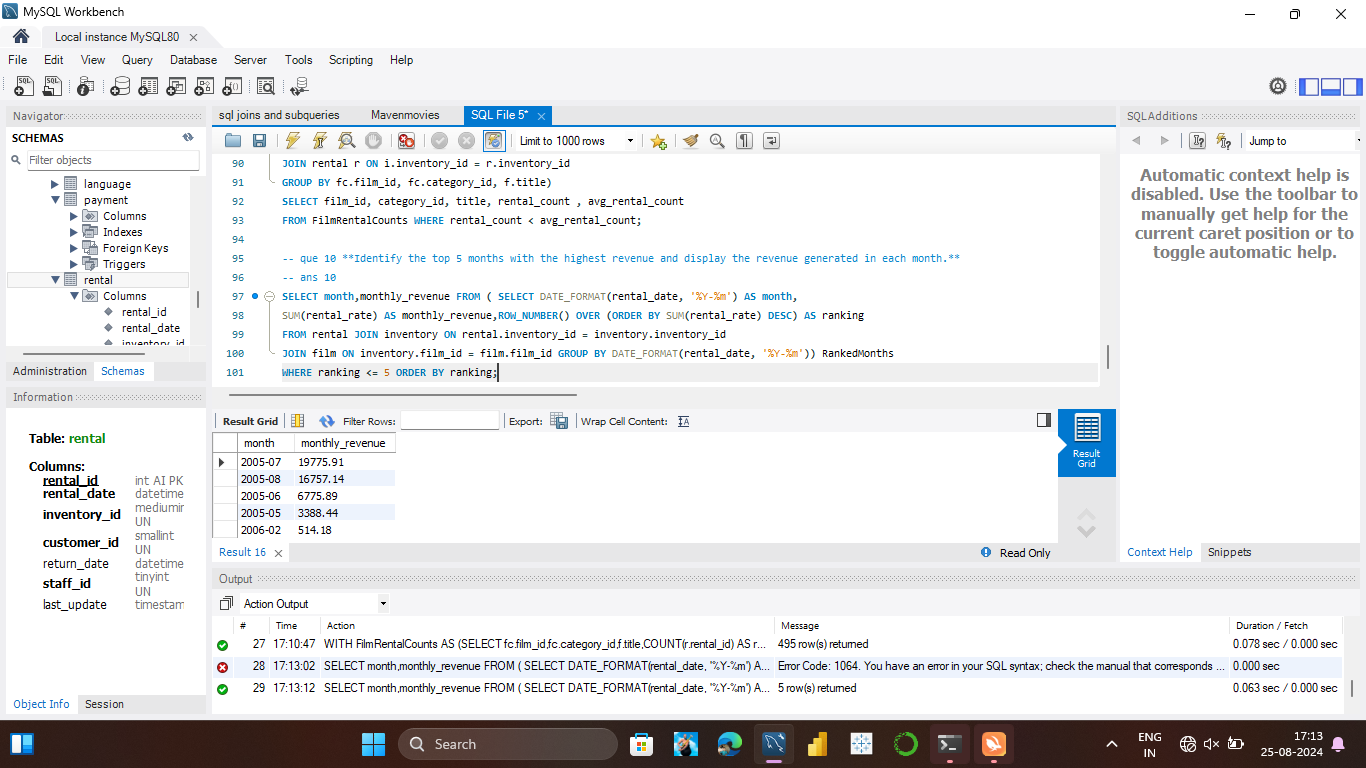 MySQL Workbench
Local instance MySQL80
File Edit View Query Database Server Tools Scripting Help
Navigator
SCHEMAS
Filter objects
language
payment
Columns
Indexes
Foreign Keys
Triggers
rental
Columns
rental_id
rental_date
inventory_id
Administration Schemas
Information
Table: rental
Columns:
rental_id int AI PK
rental_date datetime
inventory_id mediumin
UN
customer_id smallint
UN
return_date datetime
staff_id tinyint
UN
last_update timestam
Object Info Session
sql joins and subqueries Mavenmovies SQL File 5*
Limit to 1000 rows
90 JOIN rental r ON i.inventory_id = r.inventory_id
91 GROUP BY fc.film_id, fc.category_id, f.title)
92 SELECT film_id, category_id, title, rental_count , avg_rental_count
93 FROM FilmRentalCounts WHERE rental_count < avg_rental_count;
94
95 -- que 10 **Identify the top 5 months with the highest revenue and display the revenue generated in each month.**
96 -- ans 10
97 SELECT month,monthly_revenue FROM ( SELECT DATE_FORMAT(rental_date, '%Y-%m') AS month,
98 SUM(rental_rate) AS monthly_revenue,ROW_NUMBER() OVER (ORDER BY SUM(rental_rate) DESC) AS ranking
99 FROM rental JOIN inventory ON rental.inventory_id = inventory.inventory_id
100 JOIN film ON inventory.film_id = film.film_id GROUP BY DATE_FORMAT(rental_date, '%Y-%m')) RankedMonths
101 WHERE ranking <= 5 ORDER BY ranking;
Result Grid Filter Rows: Export: Wrap Cell Content:
month monthly_revenue
2005-07 19775.91
2005-08 16757.14
2005-06 6775.89
2005-05 3388.44
2006-02 514.18
Result Grid
Result 16 Read Only
Output
Action Output
# Time Action Message Duration / Fetch
27 17:10:47 WITH FilmRentalCounts AS (SELECT fc.film_id,fc.category_id,f.title,COUNT(r.rental_id) AS r... 495 row(s) returned 0.078 sec / 0.000 sec
28 17:13:02 SELECT month,monthly_revenue FROM ( SELECT DATE_FORMAT(rental_date, '%Y-%m') A... Error Code: 1064. You have an error in your SQL syntax; check the manual that corresponds ... 0.000 sec
29 17:13:12 SELECT month,monthly_revenue FROM ( SELECT DATE_FORMAT(rental_date, '%Y-%m') A... 5 row(s) returned 0.063 sec / 0.000 sec
SQLAdditions
Jump to
Automatic context help is
disabled. Use the toolbar to
manually get help for the
current caret position or to
toggle automatic help.
Context Help Snippets
Search
ENG
IN
17:13
25-08-2024